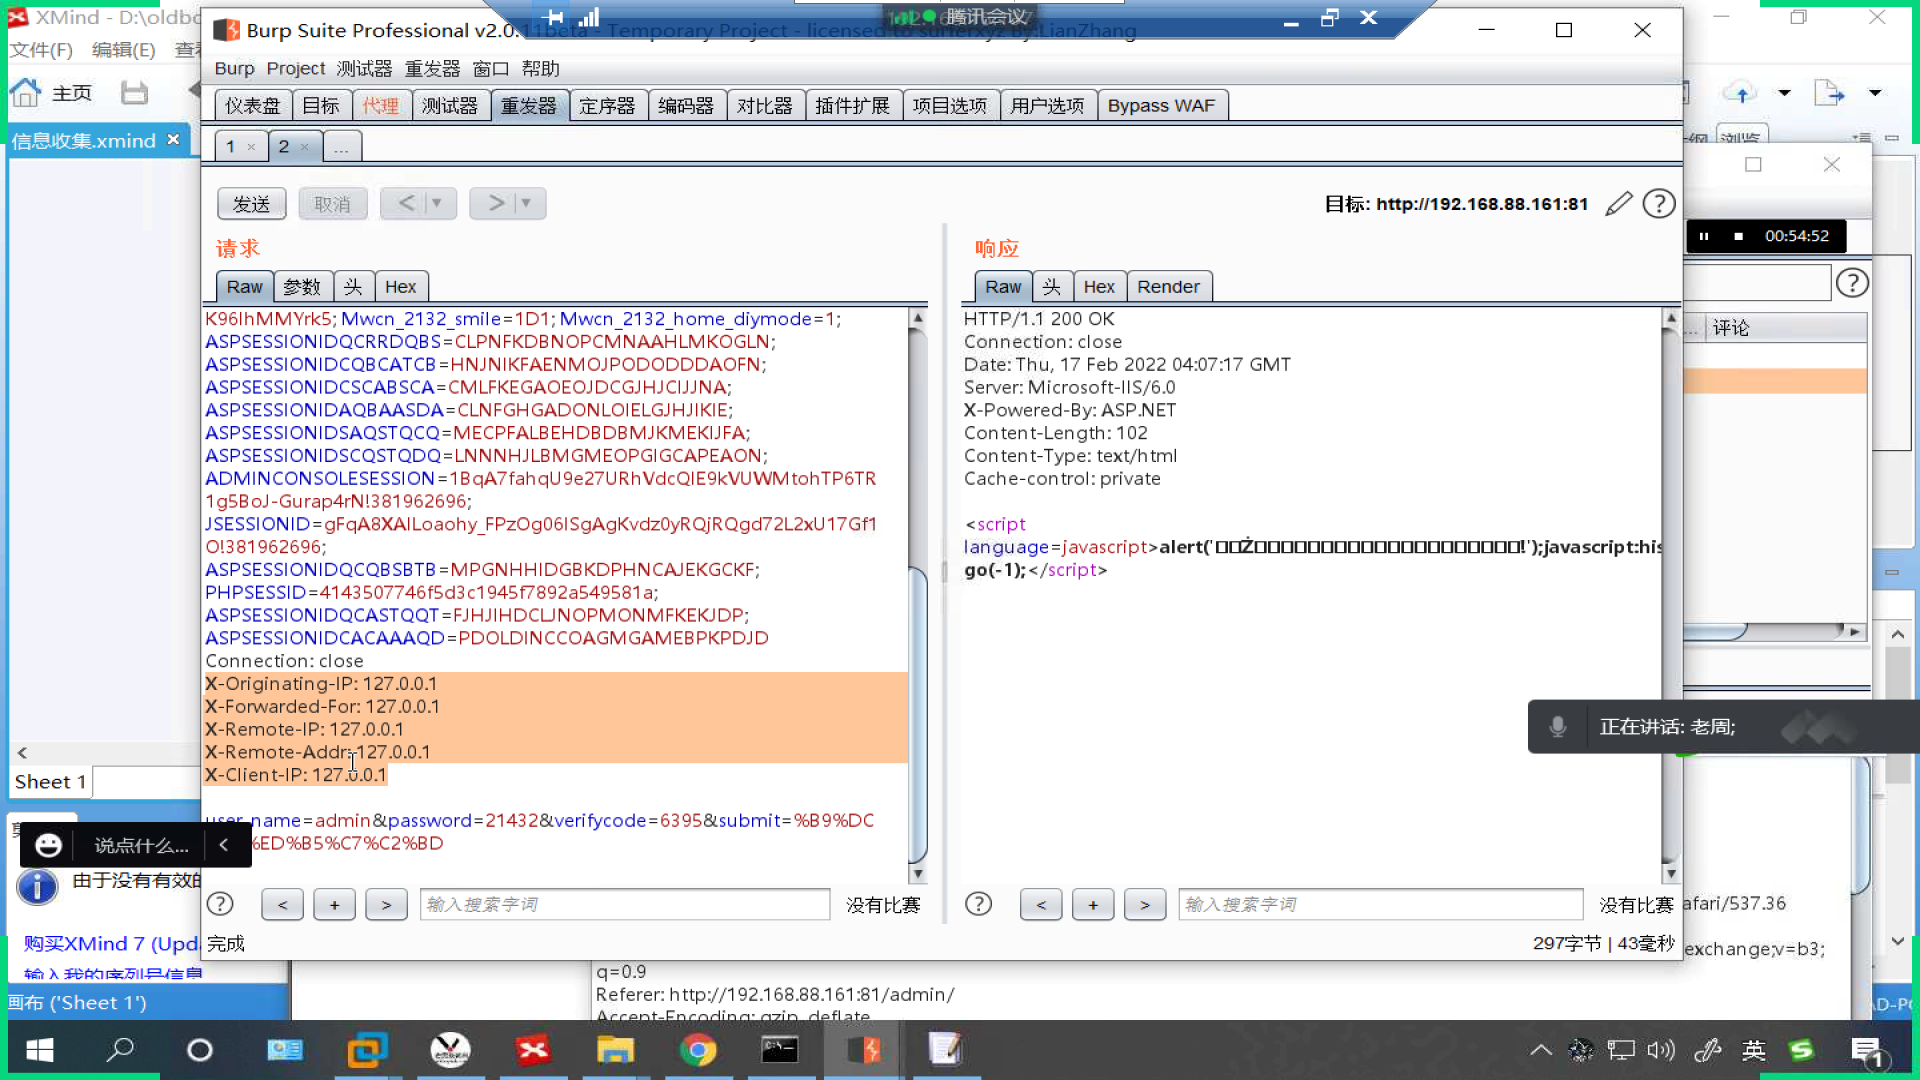 XMind - D:\oldbo
文件(F) 编辑(E) 查看
主页
信息收集.xmind
Burp Suite Professional v2.0.11beta - Temporary Project - licensed to surferxyz By:LianZhang
腾讯会议
Burp Project 测试器 重发器 窗口 帮助
仪表盘 目标 代理 测试器 重发器 定序器 编码器 对比器 插件扩展 项目选项 用户选项 Bypass WAF
1 × 2 × ...
发送 取消 < ▼ > ▼
目标: http://192.168.88.161:81
请求
Raw 参数 头 Hex
K96IhMMYrk5; Mwcn_2132_smile=1D1; Mwcn_2132_home_diymode=1;
ASPSESSIONIDQCRRDQBS=CLPNFKDBNOPCMNAAHLMKOGLN;
ASPSESSIONIDCQBCATCB=HNJNIKFAENMOJPODODDDAOFN;
ASPSESSIONIDCSCABSCA=CMLFKEGAOEOJDCGJHJCIJJNA;
ASPSESSIONIDAQBAASDA=CLNFGHGADONLOIELGJHJIKIE;
ASPSESSIONIDSAQSTQCQ=MECPFALBEHDBDBMJKMEKIJFA;
ASPSESSIONIDSCQSTQDQ=LNNNHJLBMGMEOPGIGCAPEAON;
ADMINCONSOLESESSION=1BqA7fahqU9e27URhVdcQIE9kVUWMtohTP6TR
1g5BoJ-Gurap4rN!381962696;
JSESSIONID=gFqA8XAILoaohy_FPzOg06ISgAgKvdz0yRQjRQgd72L2xU17Gf1
O!381962696;
ASPSESSIONIDQCQBSBTB=MPGNHHIDGBKDPHNCAJEKGCKF;
PHPSESSID=4143507746f5d3c1945f7892a549581a;
ASPSESSIONIDQCASTQQT=FJHJIHDCLJNOPMONMFKEKJDP;
ASPSESSIONIDCACAAAQD=PDOLDINCCOAGMGAMEBPKPDJD
Connection: close
X-Originating-IP: 127.0.0.1
X-Forwarded-For: 127.0.0.1
X-Remote-IP: 127.0.0.1
X-Remote-Addr: 127.0.0.1
X-Client-IP: 127.0.0.1
user_name=admin&password=21432&verifycode=6395&submit=%B9%DC
%ED%B5%C7%C2%BD
输入搜索字词 没有比赛
完成
响应
Raw 头 Hex Render
HTTP/1.1 200 OK
Connection: close
Date: Thu, 17 Feb 2022 04:07:17 GMT
Server: Microsoft-IIS/6.0
X-Powered-By: ASP.NET
Content-Length: 102
Content-Type: text/html
Cache-control: private
<script
language=javascript>alert('□□Ż□□□□□□□□□□□□□□□□□□□□!');javascript:his
go(-1);</script>
输入搜索字词 没有比赛
297字节 | 43毫秒
浏览
00:54:52
评论
正在讲话: 老周;
Sheet 1
说点什么...
由于没有有效的
购买XMind 7 (Upd
输入我的序列号信息
画布 ('Sheet 1')
afari/537.36
exchange;v=b3;
q=0.9
Referer: http://192.168.88.161:81/admin/
Accept-Encoding: gzip, deflate
英
1